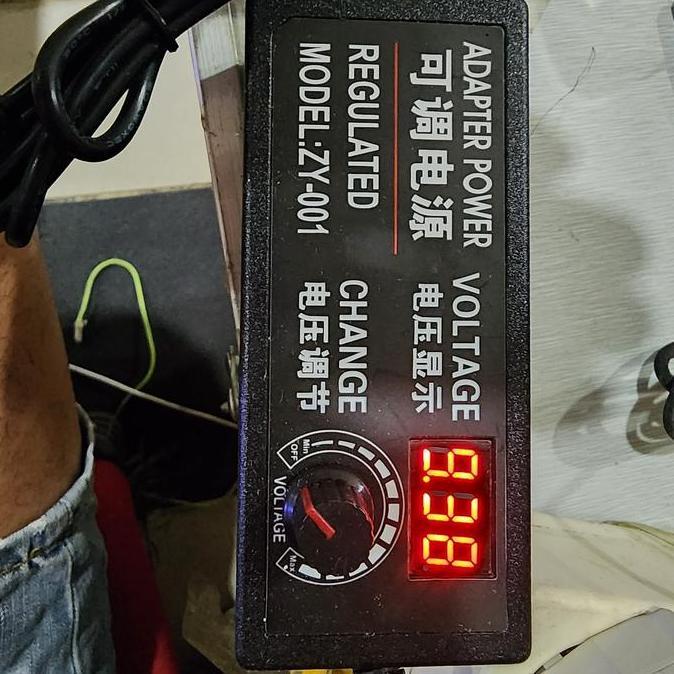 ADAPTER POWER
可调电源
REGULATED
MODEL:ZY-001
VOLTAGE
电压显示
CHANGE
电压调节
9.38
Min
OFF
VOLTAGE
Max